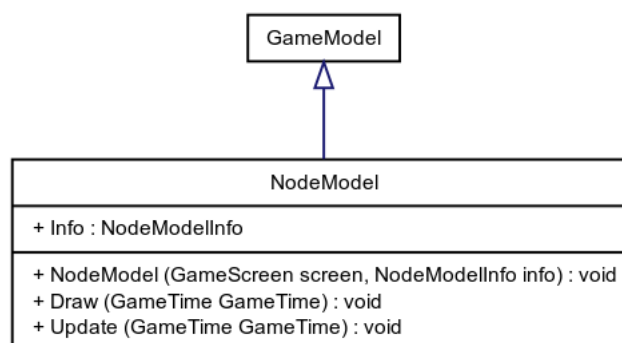 GameModel
NodeModel
+ Info : NodeModelInfo
+ NodeModel (GameScreen screen, NodeModelInfo info) : void
+ Draw (GameTime GameTime) : void
+ Update (GameTime GameTime) : void